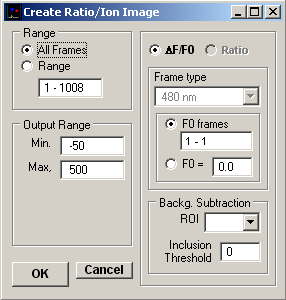 Create Ratio/Ion Image
Range
All Frames
Range
1 - 1008
Output Range
Min. -50
Max, 500
OK
Cancel
ΔF/F0 Ratio
Frame type
480 nm
F0 frames
1 - 1
F0 = 0.0
Backg. Subtraction
ROI
Inclusion
Threshold 0